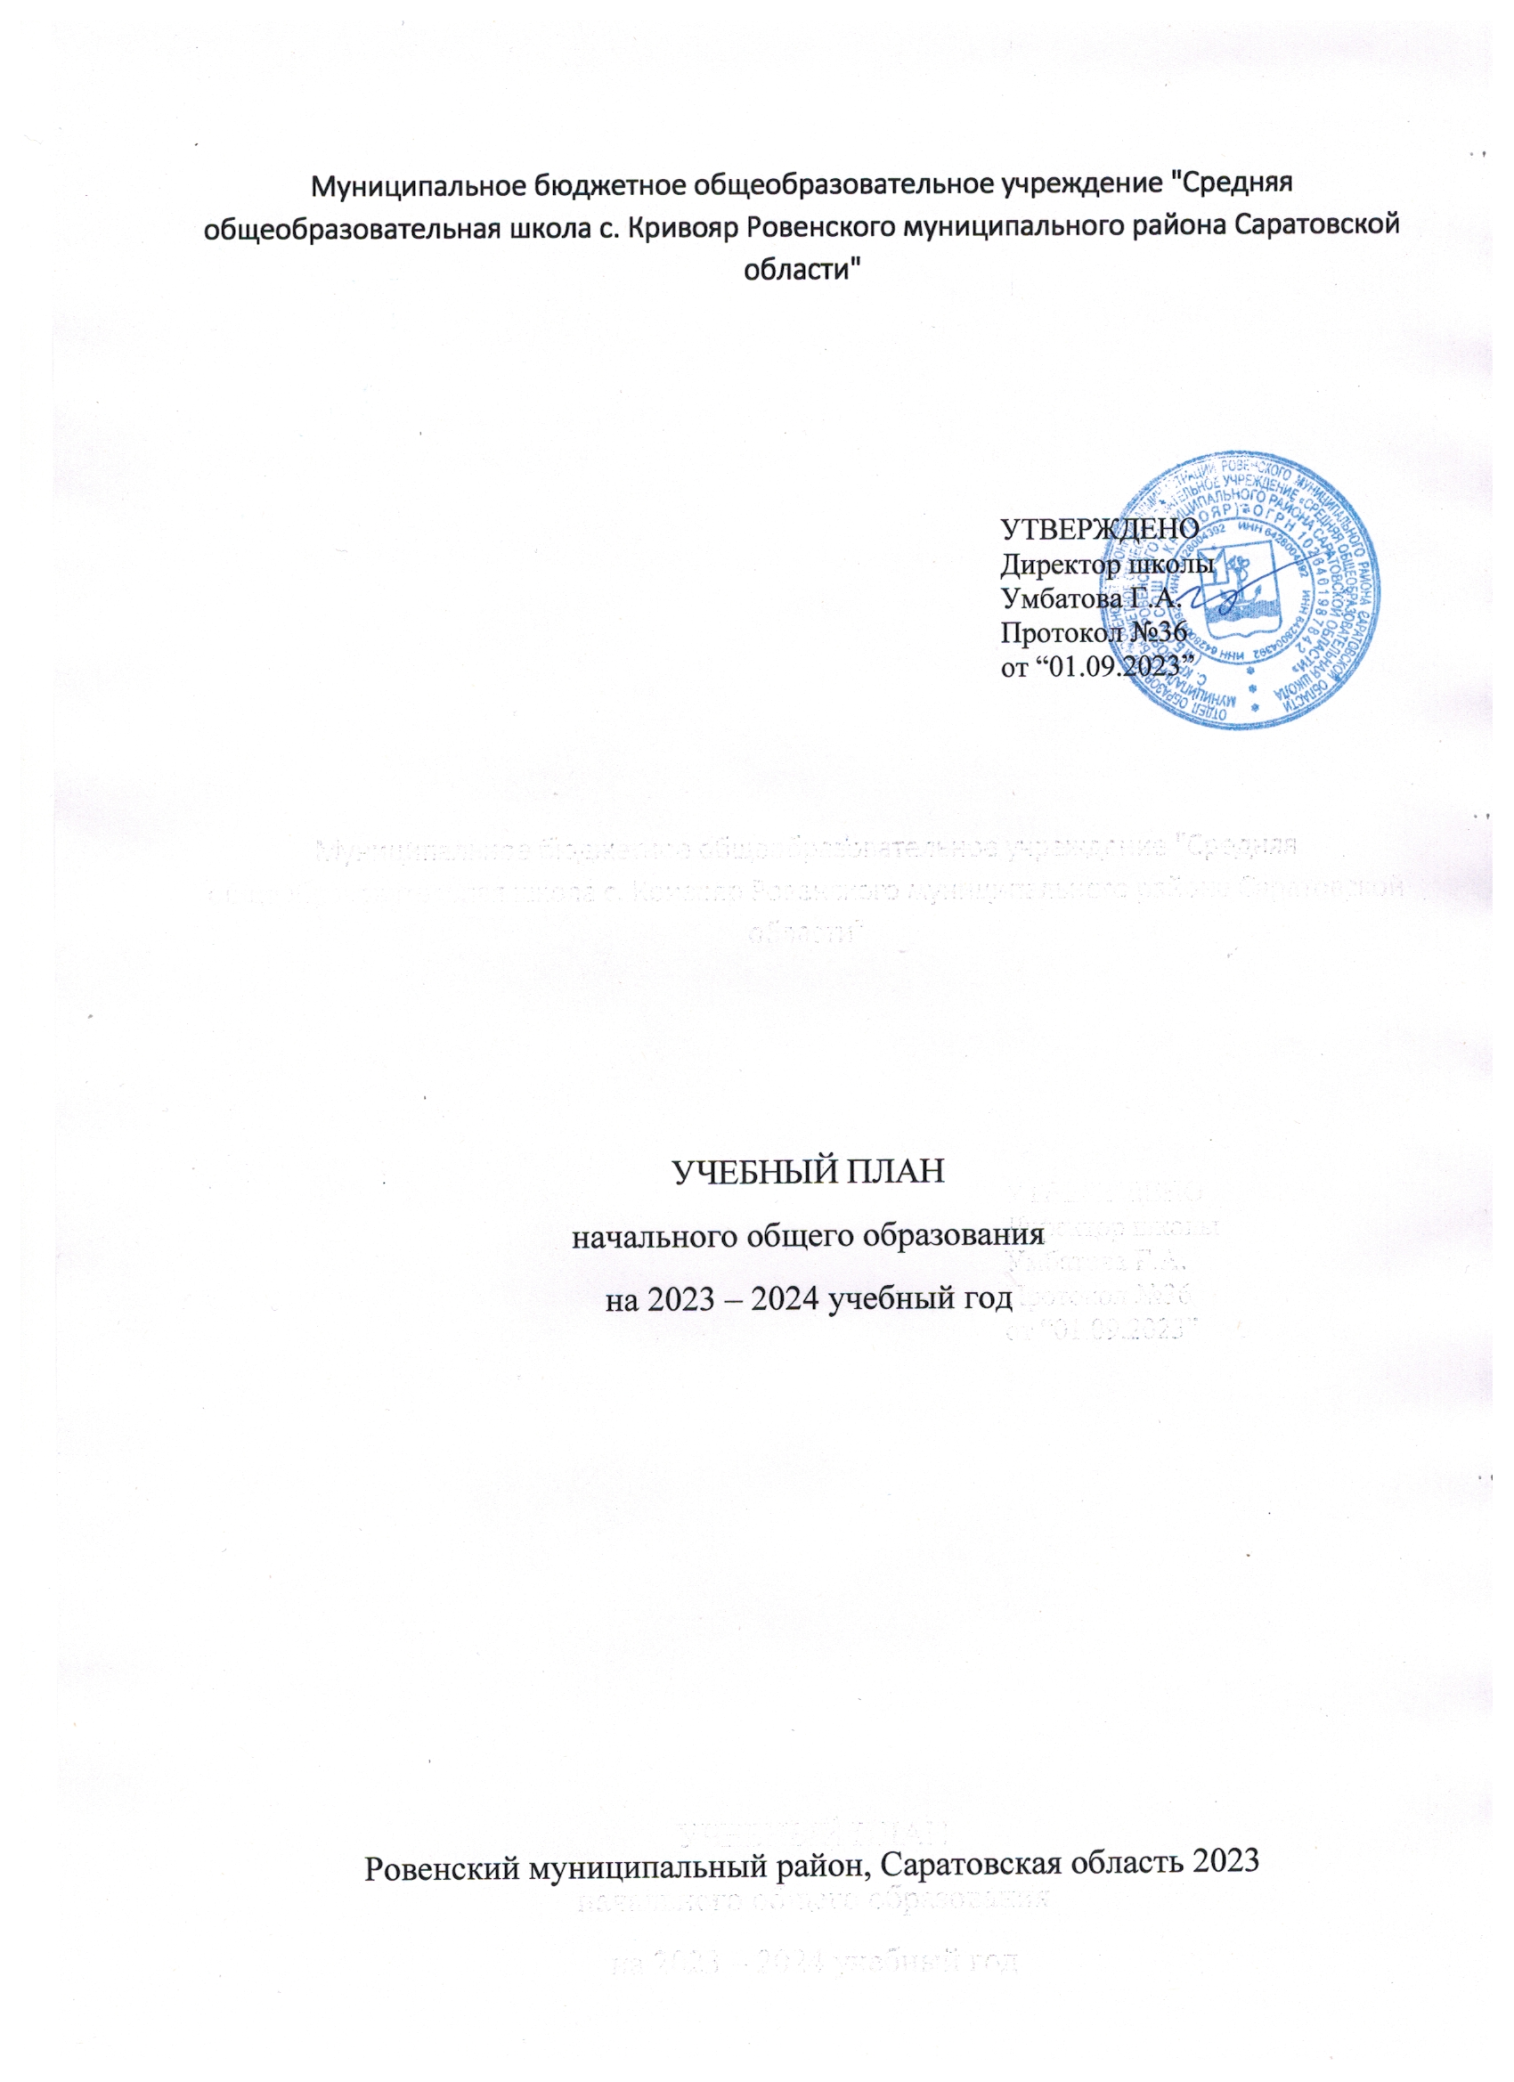 Муниципальное бюджетное общеобразовательное учреждение "Средняя
общеобразовательная школа с. Кривояр Ровенского муниципального района Саратовской
области"
УТВЕРЖДЕНО
Директор школы
Умбатова Г.А.
Протокол №36
от “01.09.2023”
УЧЕБНЫЙ ПЛАН
начального общего образования
на 2023 – 2024 учебный год
Ровенский муниципальный район, Саратовская область 2023